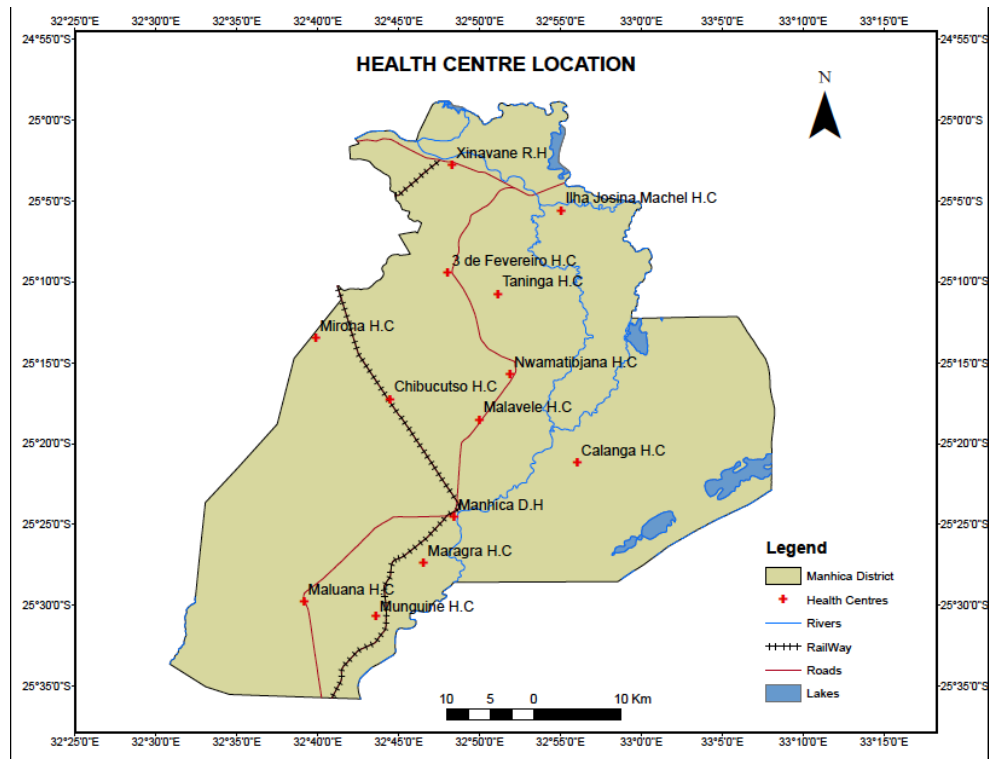 32°25'0"E 32°30'0"E 32°35'0"E 32°40'0"E 32°45'0"E 32°50'0"E 32°55'0"E 33°0'0"E 33°5'0"E 33°10'0"E 33°15'0"E
24°55'0"S 24°55'0"S
HEALTH CENTRE LOCATION
N
25°0'0"S 25°0'0"S
Xinavane R.H
25°5'0"S Ilha Josina Machel H.C 25°5'0"S
3 de Fevereiro H.C
25°10'0"S Taninga H.C 25°10'0"S
Mirona H.C
25°15'0"S Nwamatibjana H.C 25°15'0"S
Chibucutso H.C
Malavele H.C
25°20'0"S Calanga H.C 25°20'0"S
Manhica D.H
25°25'0"S 25°25'0"S
Maragra H.C
Legend
Manhica District
Maluana H.C
25°30'0"S Health Centres 25°30'0"S
Munguine H.C
Rivers
RailWay
Roads
25°35'0"S Lakes 25°35'0"S
10 5 0 10 Km
32°25'0"E 32°30'0"E 32°35'0"E 32°40'0"E 32°45'0"E 32°50'0"E 32°55'0"E 33°0'0"E 33°5'0"E 33°10'0"E 33°15'0"E